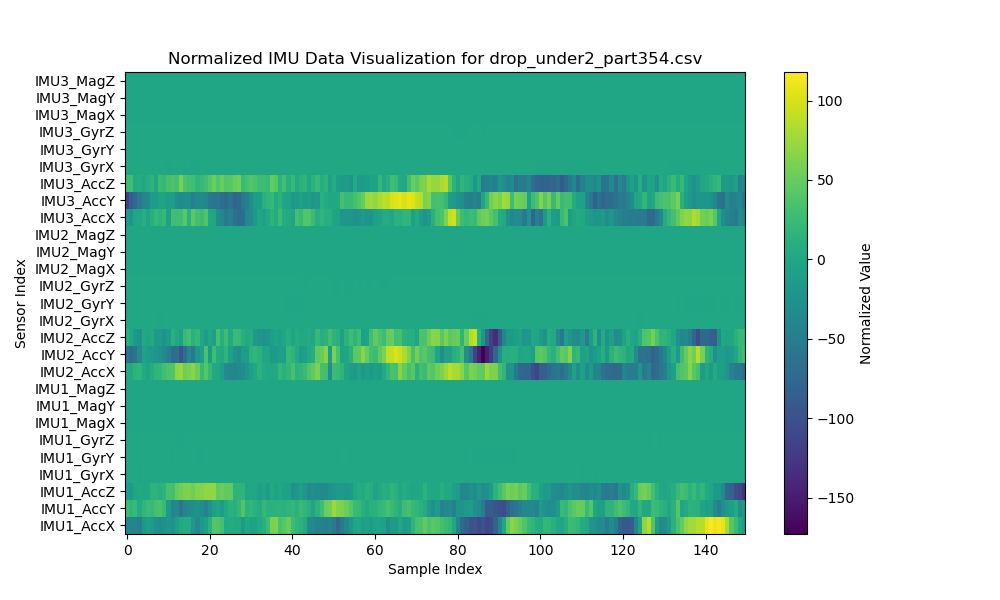 Normalized IMU Data Visualization for drop_under2_part354.csv
IMU3_MagZ
IMU3_MagY
IMU3_MagX
IMU3_GyrZ
IMU3_GyrY
IMU3_GyrX
IMU3_AccZ
IMU3_AccY
IMU3_AccX
IMU2_MagZ
IMU2_MagY
IMU2_MagX
IMU2_GyrZ
IMU2_GyrY
IMU2_GyrX
IMU2_AccZ
IMU2_AccY
IMU2_AccX
IMU1_MagZ
IMU1_MagY
IMU1_MagX
IMU1_GyrZ
IMU1_GyrY
IMU1_GyrX
IMU1_AccZ
IMU1_AccY
IMU1_AccX
Sensor Index
0 20 40 60 80 100 120 140
Sample Index
100
50
0
−50
−100
−150
Normalized Value